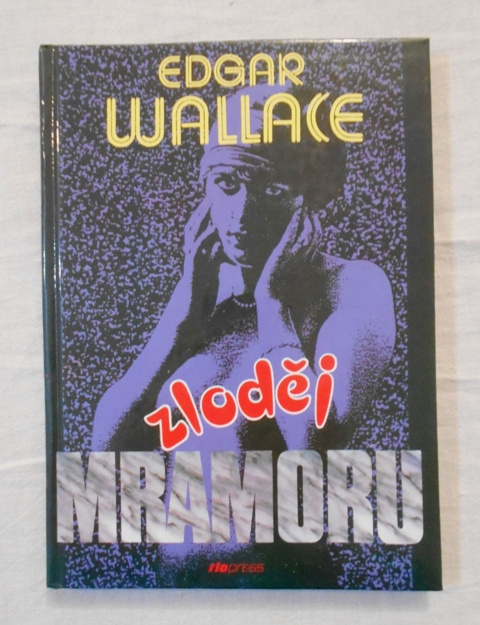 EDGAR
WALLACE
zloděj
MRAMORU
riopress